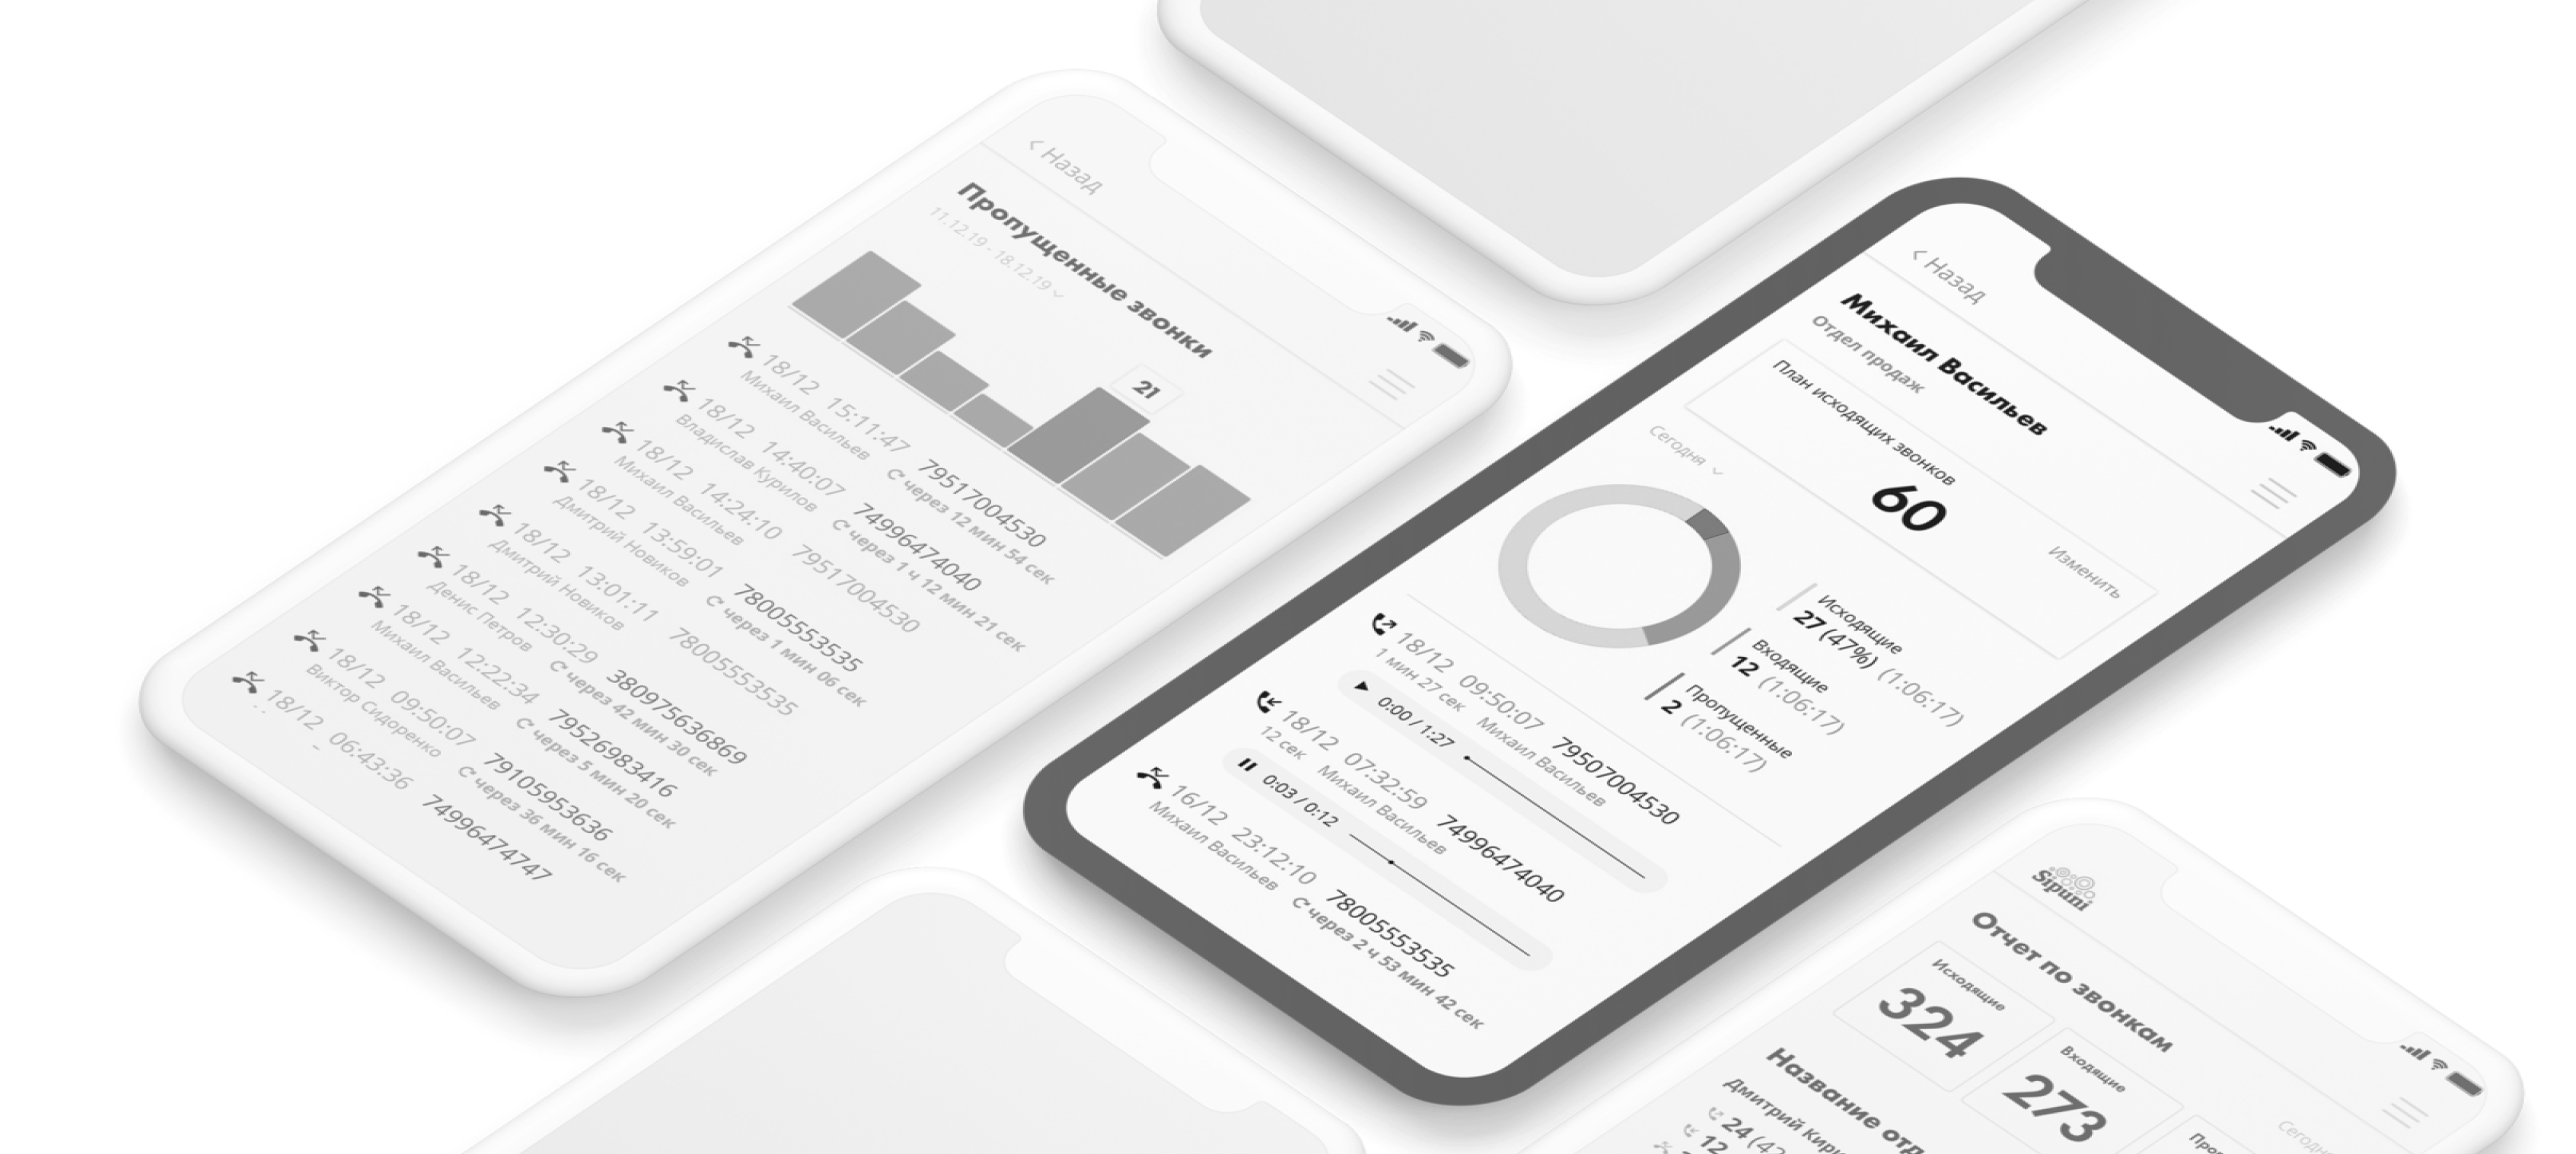 Назад
Пропущенные звонки
11.12.19 - 18.12.19
21
18/12 15:11:47 79517004530
Михаил Васильев через 12 мин 54 сек
18/12 14:40:07 74996474040
Владислав Курилов через 1 ч 12 мин 21 сек
18/12 14:24:10 79517004530
Михаил Васильев
18/12 13:59:01 78005553535
Дмитрий Новиков через 1 мин 06 сек
18/12 13:01:11 78005553535
Дмитрий Новиков
18/12 12:30:29 380975636869
Денис Петров через 42 мин 30 сек
18/12 12:22:34 79526983416
Михаил Васильев через 5 мин 20 сек
18/12 09:50:07 79105953636
Виктор Сидоренко через 36 мин 16 сек
18/12 06:43:36 74996474747
Назад
Михаил Васильев
Отдел продаж
План исходящих звонков
60
Изменить
Сегодня
Исходящие
27 (47%) (1:06:17)
Входящие
12 (1:06:17)
Пропущенные
2 (1:06:17)
18/12 09:50:07 79507004530
1 мин 27 сек Михаил Васильев
0:00 / 1:27
18/12 07:32:59 74996474040
12 сек Михаил Васильев
0:03 / 0:12
16/12 23:12:10 78005553535
Михаил Васильев через 2 ч 53 мин 42 сек
Sipuni
Отчет по звонкам
Исходящие
324
Входящие
273
Название
Дмитрий
24
12